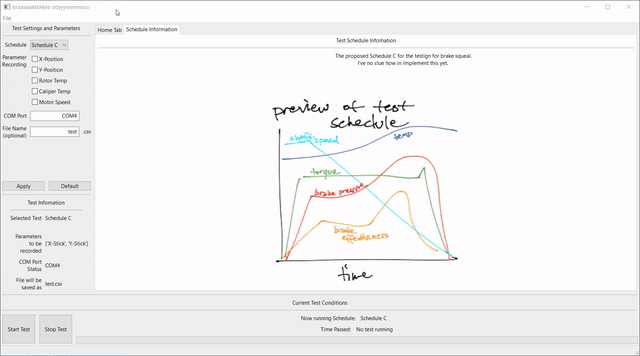 braaaaakkkkkee ddyyynnnnoooo
File
Test Settings and Parameters
Schedule
Schedule C
Parameter
Recording
X-Position
Y-Position
Rotor Temp
Caliper Temp
Motor Speed
COM Port
COM4
File Name
(optional)
test
.csv
Apply
Default
Test Infomation
Selected Test
Schedule C
Parameters
to be
recorded
['X-Stick', 'Y-Stick']
COM Port
Status
COM4
File will be
saved as
test.csv
Start Test
Stop Test
Home Tab
Schedule Information
Test Schedule Infomation
The proposed Schedule C for the testign for brake squeal.
I've no clue how in implement this yet.
preview of test
schedule
shaft speed
temp
torque
brake pressure
brake
effectiveness
time
Current Test Conditions
Now running Schedule:
Schedule C
Time Passed:
No test running